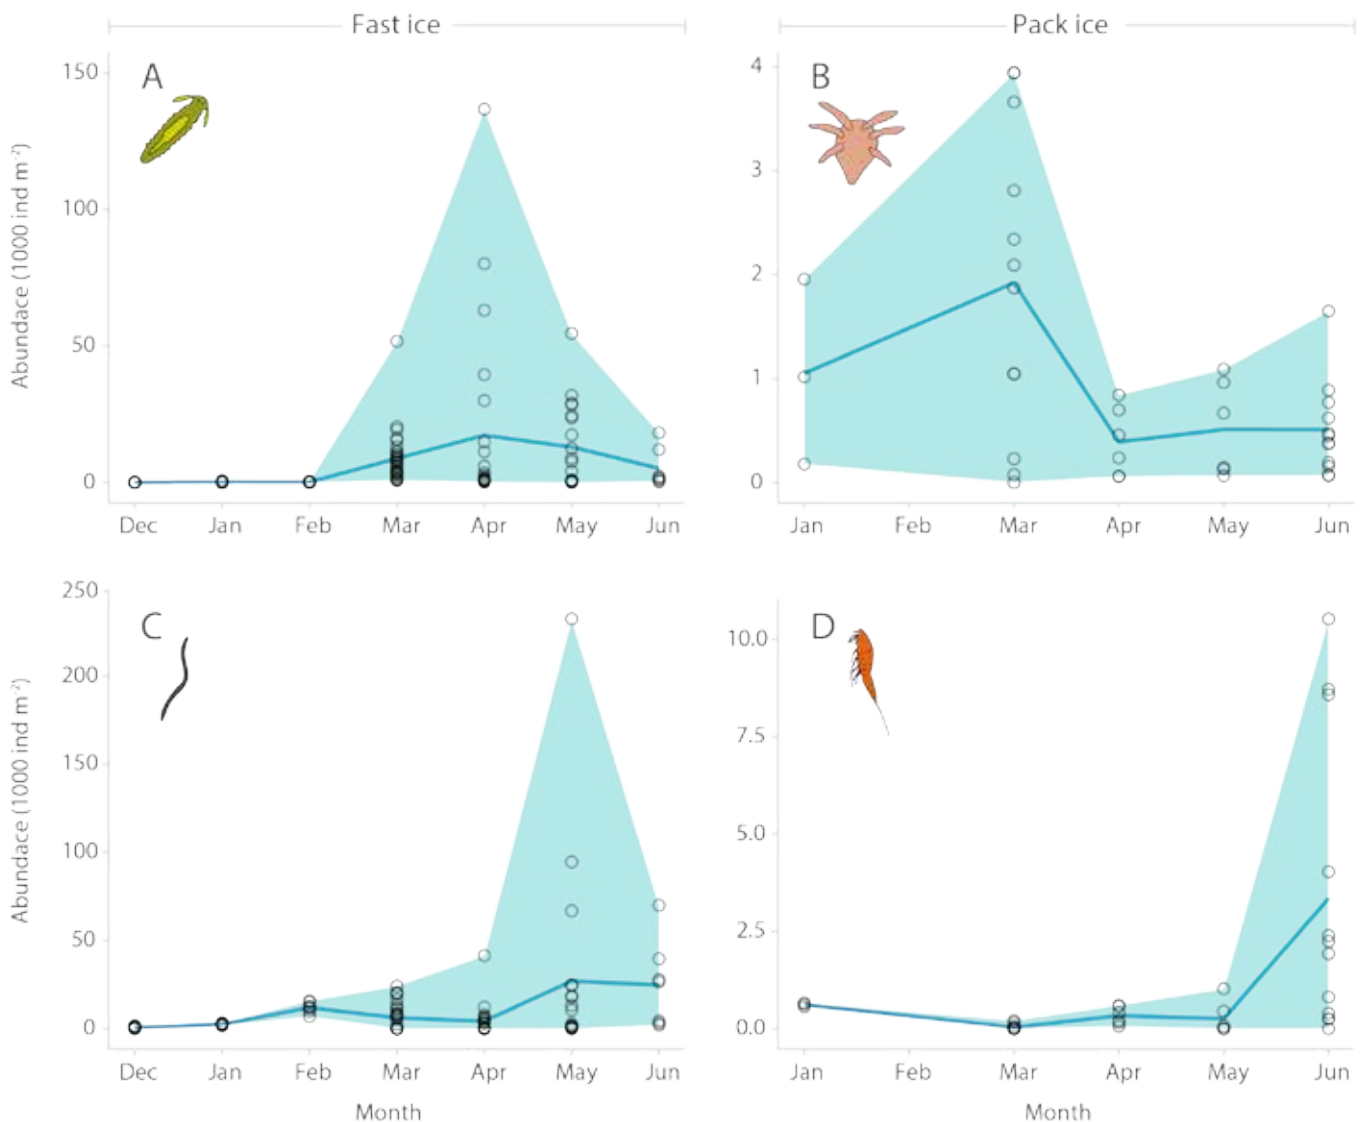 Fast ice
Pack ice
A
B
Abundace (1000 ind m⁻²)
150
100
50
0
4
3
2
1
0
Dec Jan Feb Mar Apr May Jun
Jan Feb Mar Apr May Jun
C
D
Abundace (1000 ind m⁻²)
250
200
150
100
50
0
10.0
7.5
5.0
2.5
0.0
Dec Jan Feb Mar Apr May Jun
Jan Feb Mar Apr May Jun
Month
Month